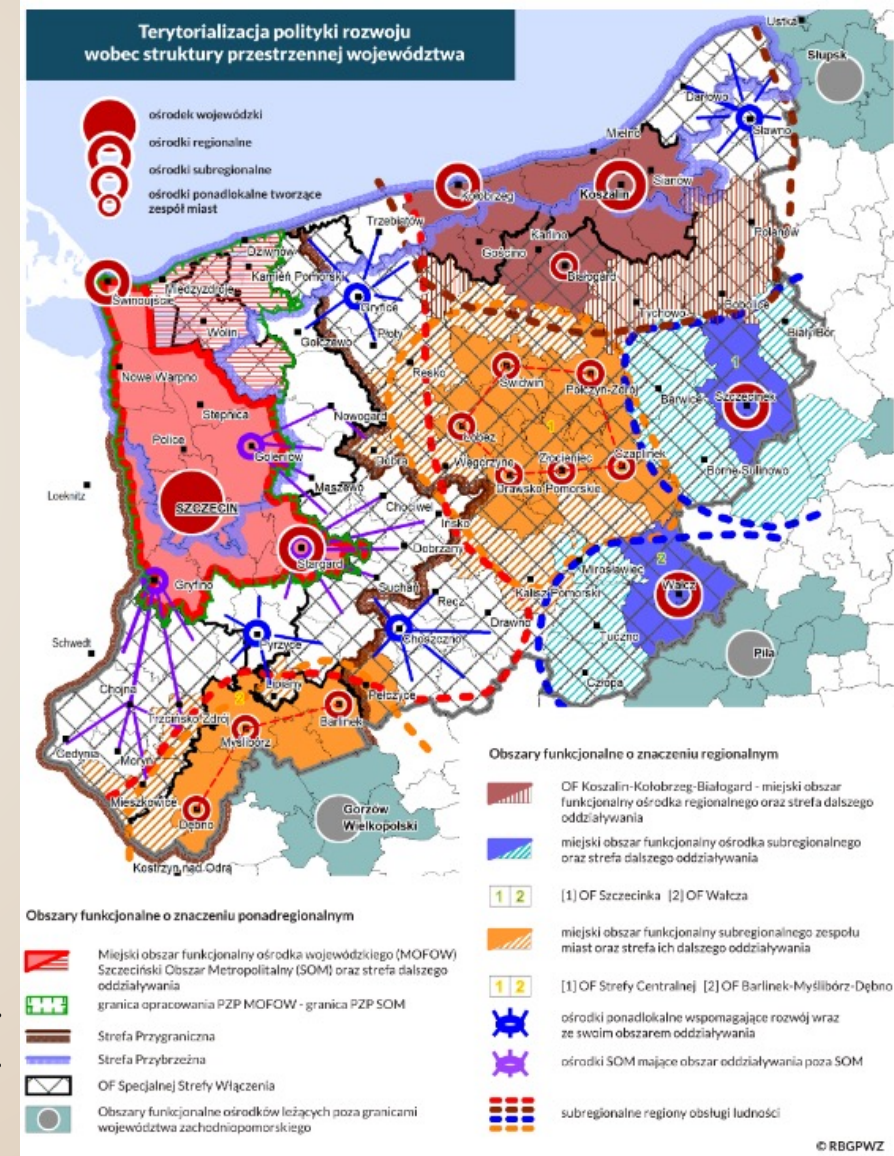 Terytorializacja polityki rozwoju
wobec struktury przestrzennej województwa
ośrodek wojewódzki
ośrodki regionalne
ośrodki subregionalne
ośrodki ponadlokalne tworzące
zespół miast
Ustka
Słupsk
Darłowo
Sławno
Mielno
Sianów
Koszalin
Kołobrzeg
Trzebiatów
Karlino
Gościno
Białogard
Polanów
Tychowo
Bobolice
Dziwnów
Kamień Pomorski
Międzyzdroje
Świnoujście
Wolin
Gryfice
Płoty
Golczewo
Biały Bór
Resko
Świdwin
Połczyn-Zdrój
1
Szczecinek
Barwice
Nowe Warpno
Stepnica
Nowogard
Łobez
1
Police
Goleniów
Dobra
Węgorzyno
Złocieniec
Czaplinek
Borne Sulinowo
Drawsko Pomorskie
Maszewo
Chociwel
Loeknitz
SZCZECIN
Ińsko
Dobrzany
Stargard
Mirosławiec
2
Gryfino
Suchań
Kalisz Pomorski
Wałcz
Recz
Drawno
Schwedt
Pyrzyce
Choszczno
Tuczno
Piła
Człopa
Chojna
Lipiany
Pełczyce
Trzcińsko Zdrój
2
Barlinek
Myślibórz
Cedynia
Moryń
Mieszkowice
Dębno
Gorzów
Wielkopolski
Kostrzyn nad Odrą
Obszary funkcjonalne o znaczeniu regionalnym
OF Koszalin-Kołobrzeg-Białogard - miejski obszar
funkcjonalny ośrodka regionalnego oraz strefa dalszego
oddziaływania
miejski obszar funkcjonalny ośrodka subregionalnego
oraz strefa dalszego oddziaływania
1 2 [1] OF Szczecinka [2] OF Wałcza
miejski obszar funkcjonalny subregionalnego zespołu
miast oraz strefa ich dalszego oddziaływania
1 2 [1] OF Strefy Centralnej [2] OF Barlinek-Myślibórz-Dębno
ośrodki ponadlokalne wspomagające rozwój wraz
ze swoim obszarem oddziaływania
ośrodki SOM mające obszar oddziaływania poza SOM
subregionalne regiony obsługi ludności
Obszary funkcjonalne o znaczeniu ponadregionalnym
Miejski obszar funkcjonalny ośrodka wojewódzkiego (MOFOW)
Szczeciński Obszar Metropolitalny (SOM) oraz strefa dalszego
oddziaływania
granica opracowania PZP MOFOW - granica PZP SOM
Strefa Przygraniczna
Strefa Przybrzeżna
OF Specjalnej Strefy Włączenia
Obszary funkcjonalne ośrodków leżących poza granicami
województwa zachodniopomorskiego
© RBGPWZ